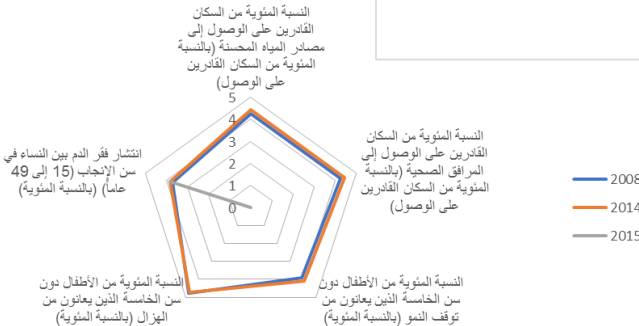 النسبة المئوية من السكان
القادرين على الوصول إلى
مصادر المياه المحسنة (بالنسبة
المئوية من السكان القادرين
على الوصول)
5
4
3
2
1
0
النسبة المئوية من السكان
القادرين على الوصول إلى
المرافق الصحية (بالنسبة
المئوية من السكان القادرين
على الوصول)
انتشار فقر الدم بين النساء في
سن الإنجاب (15 إلى 49
عاماً) (بالنسبة المئوية)
2008
2014
2015
النسبة المئوية من الأطفال دون
سن الخامسة الذين يعانون من
توقف النمو (بالنسبة المئوية)
النسبة المئوية من الأطفال دون
سن الخامسة الذين يعانون من
الهزال (بالنسبة المئوية)